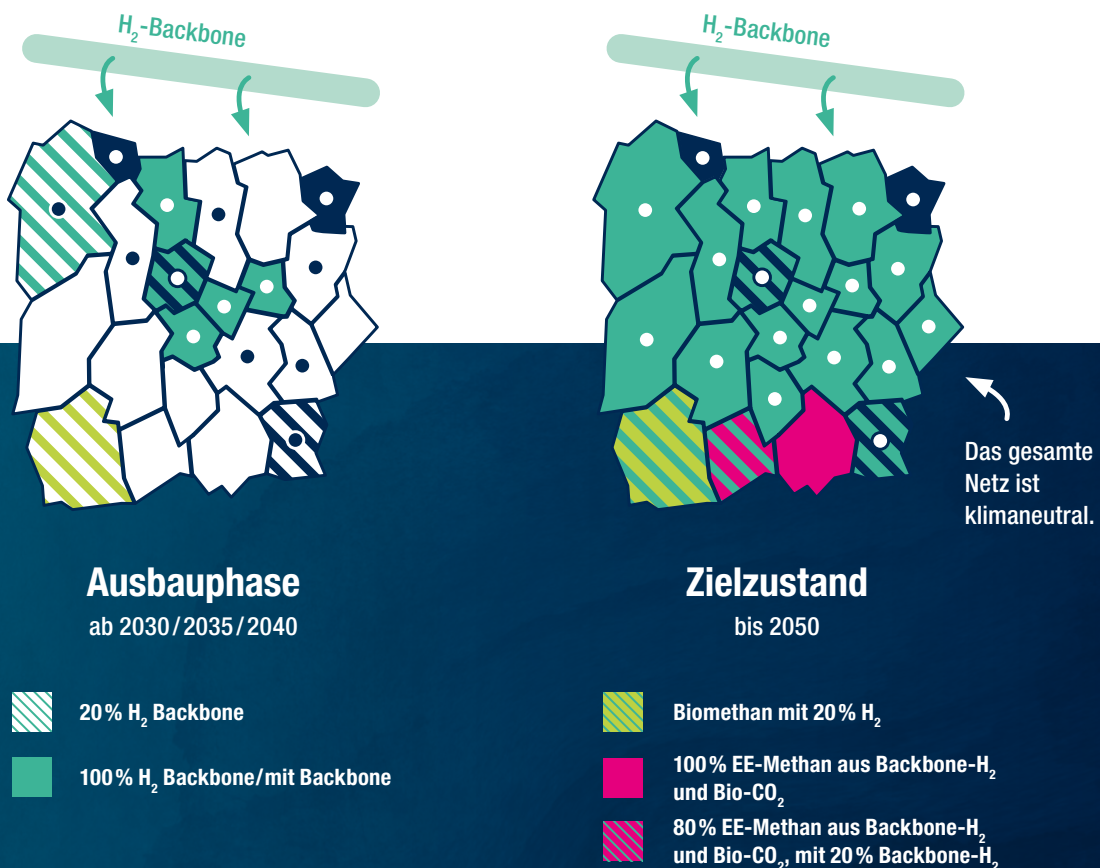 H₂-Backbone
H₂-Backbone
Das gesamte
Netz ist
klimaneutral.
Ausbauphase
ab 2030/2035/2040
Zielzustand
bis 2050
20% H₂ Backbone
100% H₂ Backbone/mit Backbone
Biomethan mit 20% H₂
100% EE-Methan aus Backbone-H₂
und Bio-CO₂
80% EE-Methan aus Backbone-H₂
und Bio-CO₂, mit 20% Backbone-H₂